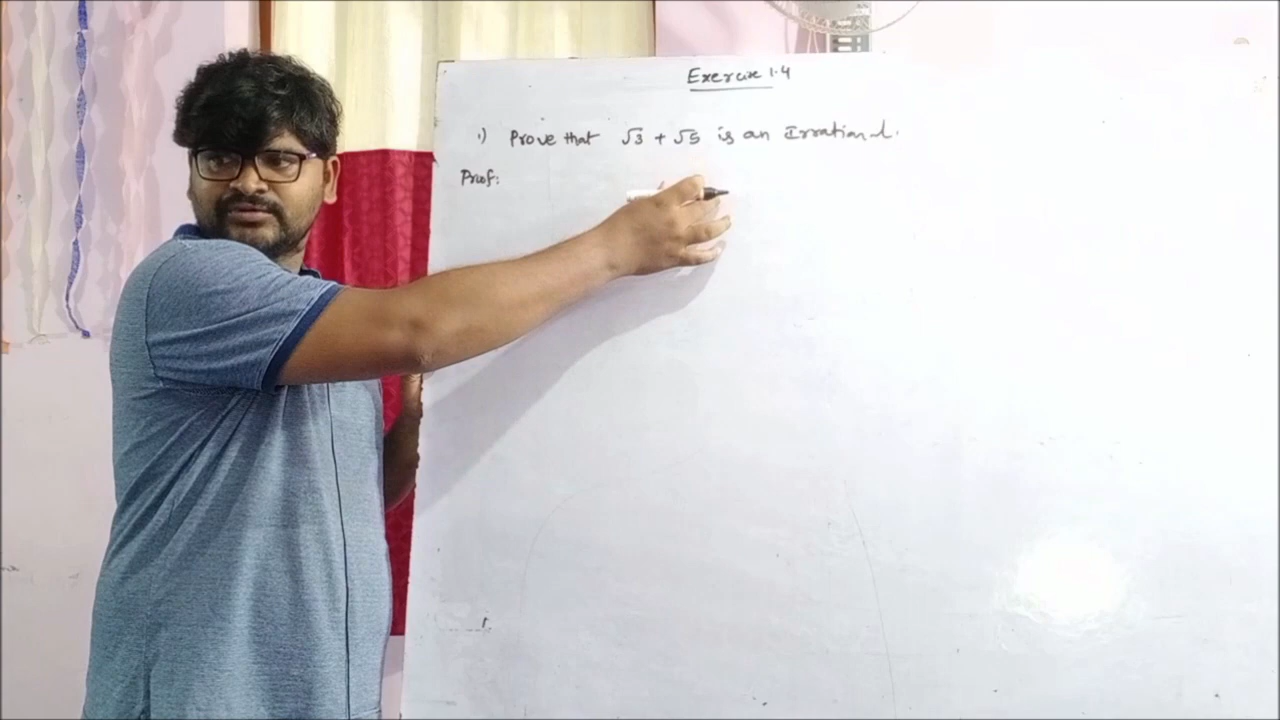 Exercise 1.4
1) Prove that √3 + √5 is an Irrational.
Proof: